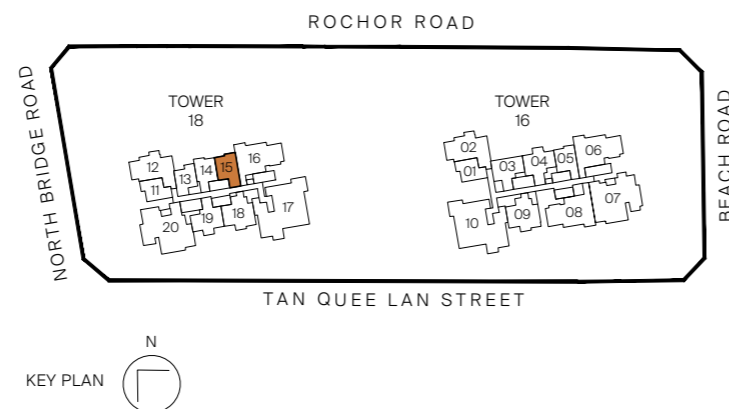 ROCHOR ROAD
NORTH BRIDGE ROAD
BEACH ROAD
TOWER
18
12
11
13
14
15
16
20
19
18
17
TOWER
16
02
01
03
04
05
06
10
09
08
07
TAN QUEE LAN STREET
N
KEY PLAN